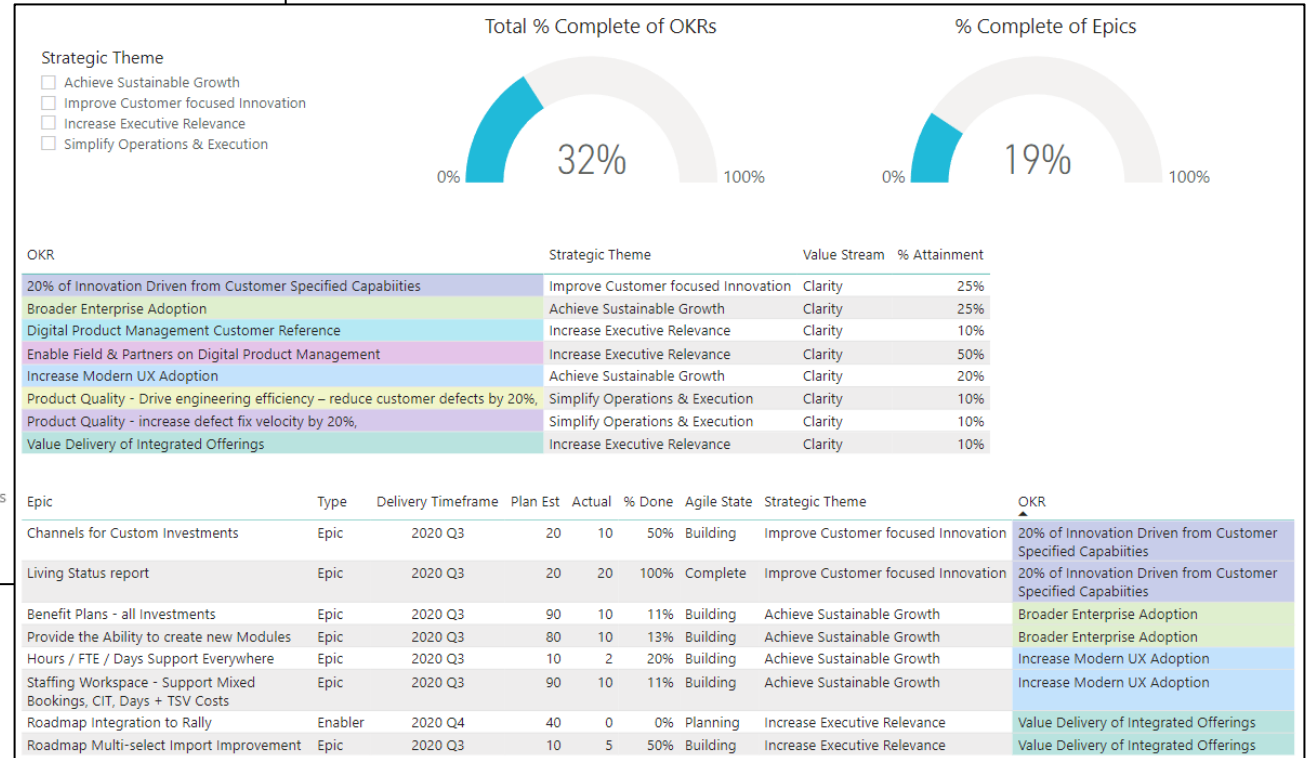 Total % Complete of OKRs
% Complete of Epics
Strategic Theme
Achieve Sustainable Growth
Improve Customer focused Innovation
Increase Executive Relevance
Simplify Operations & Execution
0% 32% 100%
0% 19% 100%
OKR Strategic Theme Value Stream % Attainment
20% of Innovation Driven from Customer Specified Capabiities Improve Customer focused Innovation Clarity 25%
Broader Enterprise Adoption Achieve Sustainable Growth Clarity 25%
Digital Product Management Customer Reference Increase Executive Relevance Clarity 10%
Enable Field & Partners on Digital Product Management Increase Executive Relevance Clarity 50%
Increase Modern UX Adoption Achieve Sustainable Growth Clarity 20%
Product Quality - Drive engineering efficiency – reduce customer defects by 20%, Simplify Operations & Execution Clarity 10%
Product Quality - increase defect fix velocity by 20%, Simplify Operations & Execution Clarity 10%
Value Delivery of Integrated Offerings Increase Executive Relevance Clarity 10%
s
Epic Type Delivery Timeframe Plan Est Actual % Done Agile State Strategic Theme OKR
Channels for Custom Investments Epic 2020 Q3 20 10 50% Building Improve Customer focused Innovation 20% of Innovation Driven from Customer
Specified Capabiities
Living Status report Epic 2020 Q3 20 20 100% Complete Improve Customer focused Innovation 20% of Innovation Driven from Customer
Specified Capabiities
Benefit Plans - all Investments Epic 2020 Q3 90 10 11% Building Achieve Sustainable Growth Broader Enterprise Adoption
Provide the Ability to create new Modules Epic 2020 Q3 80 10 13% Building Achieve Sustainable Growth Broader Enterprise Adoption
Hours / FTE / Days Support Everywhere Epic 2020 Q3 10 2 20% Building Achieve Sustainable Growth Increase Modern UX Adoption
Staffing Workspace - Support Mixed Epic 2020 Q3 90 10 11% Building Achieve Sustainable Growth Increase Modern UX Adoption
Bookings, CIT, Days + TSV Costs
Roadmap Integration to Rally Enabler 2020 Q4 40 0 0% Planning Increase Executive Relevance Value Delivery of Integrated Offerings
Roadmap Multi-select Import Improvement Epic 2020 Q3 10 5 50% Building Increase Executive Relevance Value Delivery of Integrated Offerings